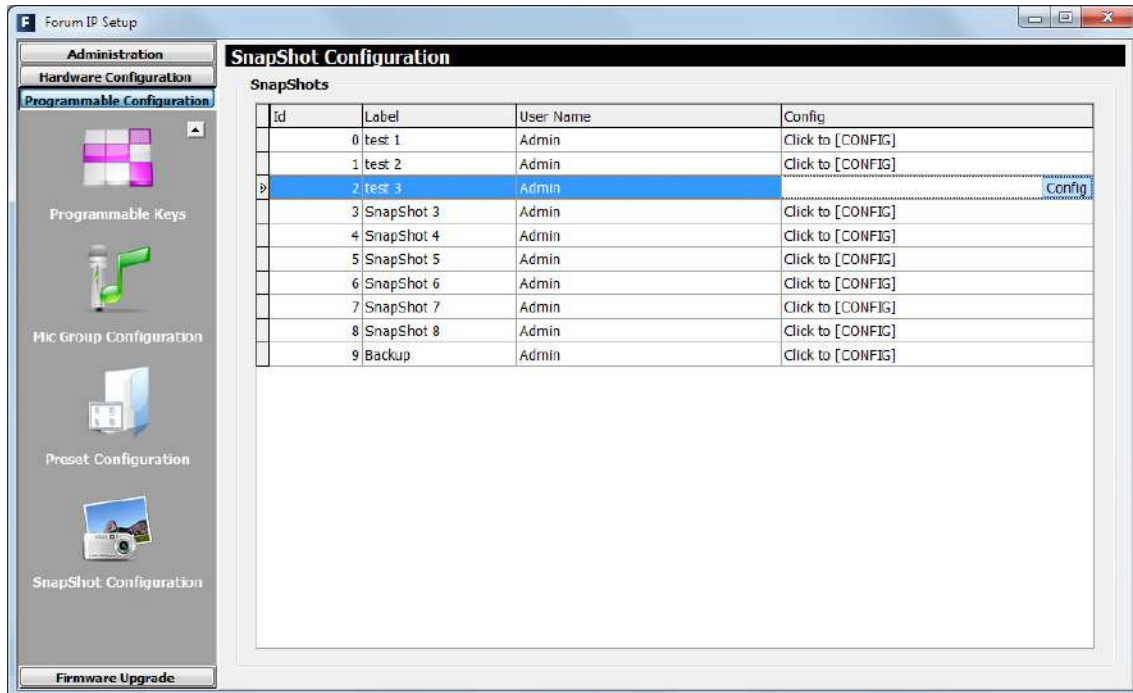 F Forum IP Setup
Administration
Hardware Configuration
Programmable Configuration
Programmable Keys
Mic Group Configuration
Preset Configuration
SnapShot Configuration
Firmware Upgrade
SnapShot Configuration
SnapShots
Id Label User Name Config
0 test 1 Admin Click to [CONFIG]
1 test 2 Admin Click to [CONFIG]
2 test 3 Admin Config
3 SnapShot 3 Admin Click to [CONFIG]
4 SnapShot 4 Admin Click to [CONFIG]
5 SnapShot 5 Admin Click to [CONFIG]
6 SnapShot 6 Admin Click to [CONFIG]
7 SnapShot 7 Admin Click to [CONFIG]
8 SnapShot 8 Admin Click to [CONFIG]
9 Backup Admin Click to [CONFIG]